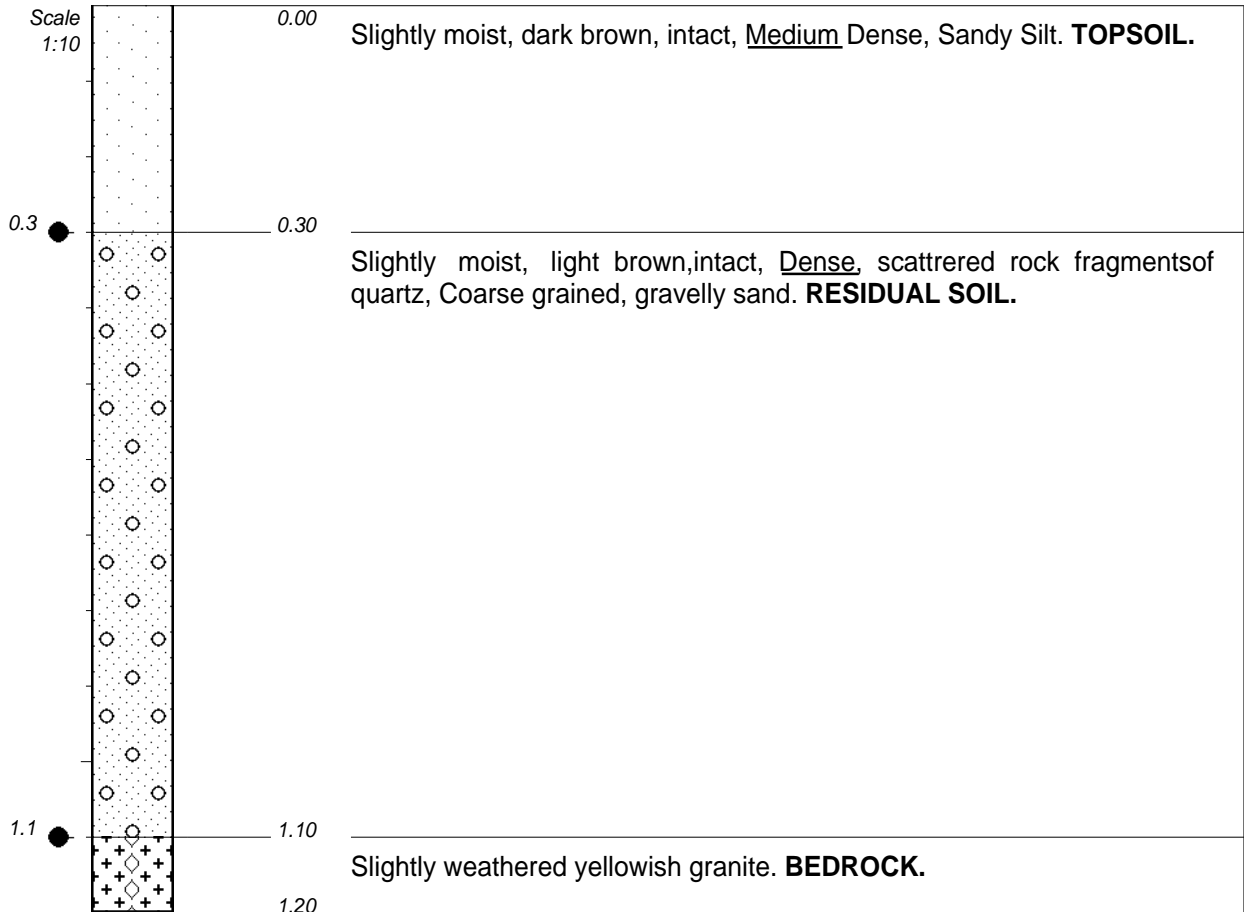 Scale
1:10
0.00
Slightly moist, dark brown, intact, Medium Dense, Sandy Silt. TOPSOIL.
0.3
0.30
Slightly moist, light brown,intact, Dense, scattrered rock fragmentsof
quartz, Coarse grained, gravelly sand. RESIDUAL SOIL.
1.1
1.10
Slightly weathered yellowish granite. BEDROCK.
1.20